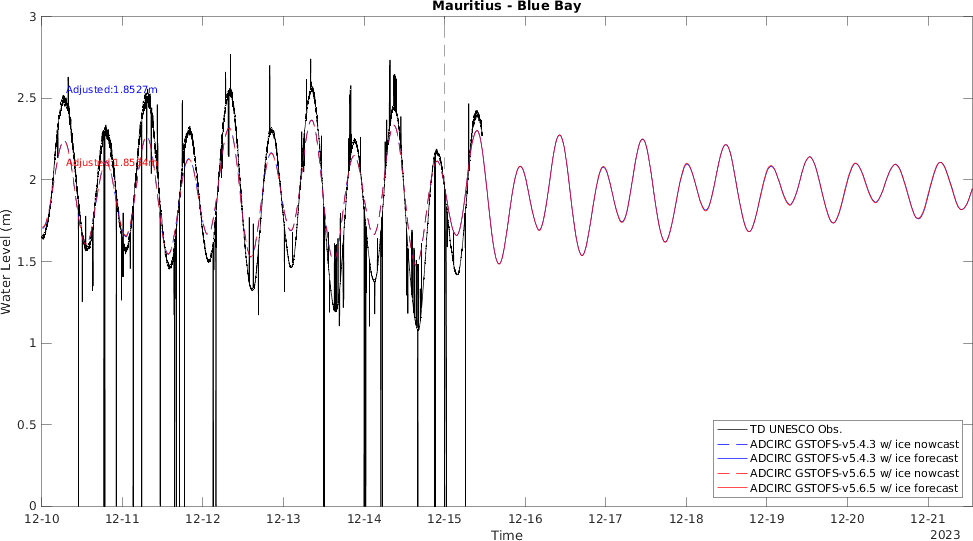 Mauritius - Blue Bay
3
2.5
2
1.5
1
0.5
0
Water Level (m)
Adjusted:1.8527m
12-10
12-11
12-12
12-13
12-14
12-15
12-16
12-17
12-18
12-19
12-20
12-21
Time
2023
TD UNESCO Obs.
ADCIRC GSTOFS-v5.4.3 w/ ice nowcast
ADCIRC GSTOFS-v5.4.3 w/ ice forecast
ADCIRC GSTOFS-v5.6.5 w/ ice nowcast
ADCIRC GSTOFS-v5.6.5 w/ ice forecast